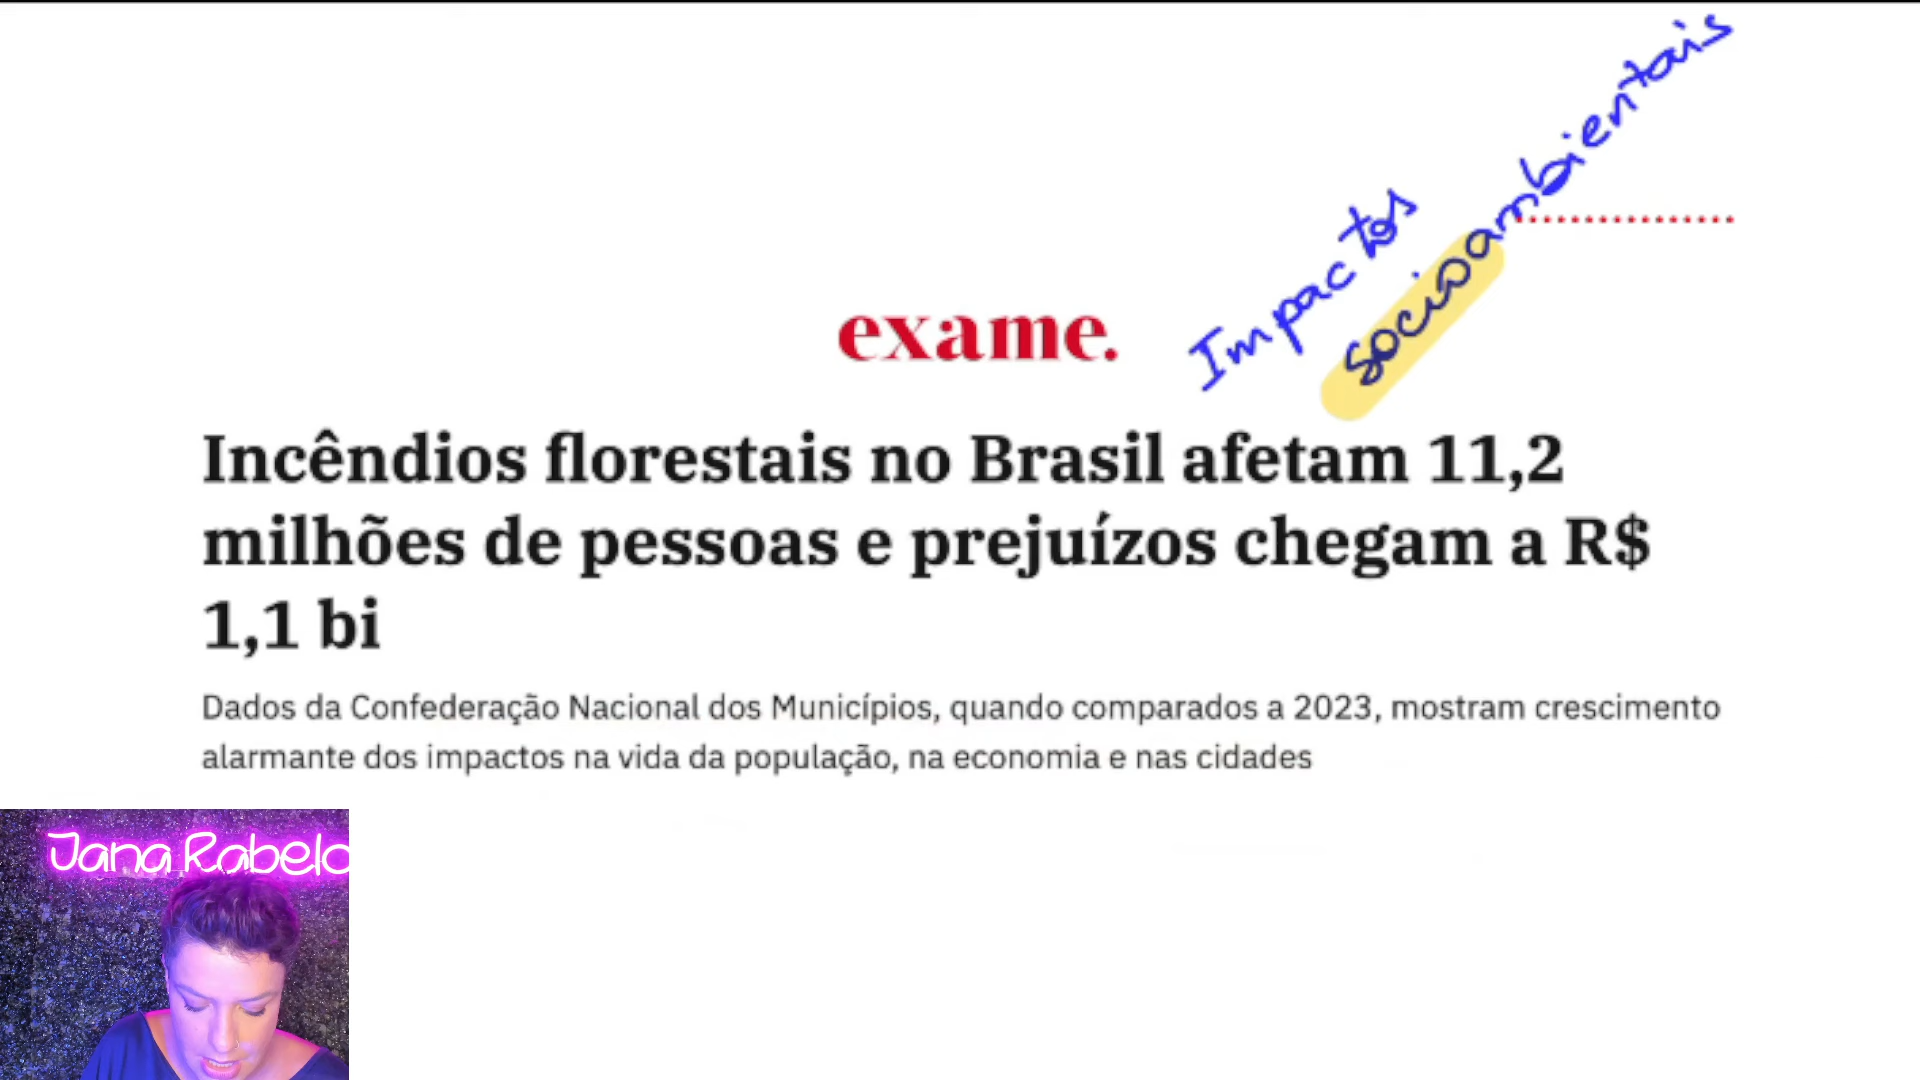 Impactos
socioambientais
exame.
Incêndios florestais no Brasil afetam 11,2
milhões de pessoas e prejuízos chegam a R$
1,1 bi
Dados da Confederação Nacional dos Municípios, quando comparados a 2023, mostram crescimento
alarmante dos impactos na vida da população, na economia e nas cidades
Jana Rabelo